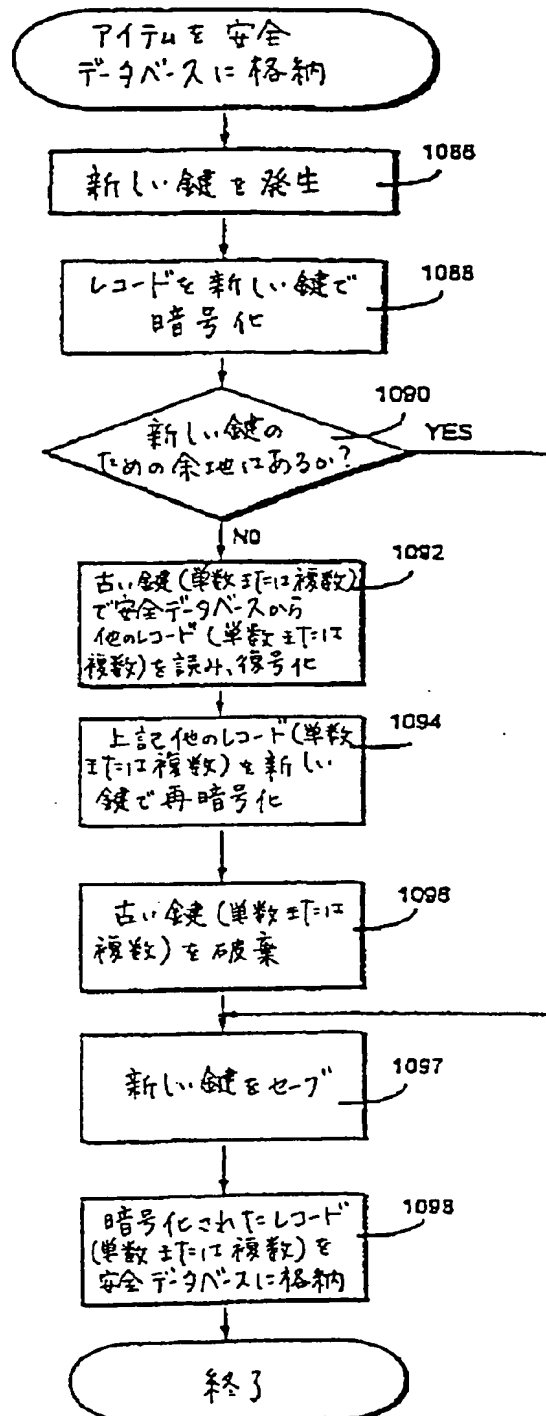 アイテムを安全
データベースに格納
1086
新しい鍵を発生
1088
レコードを新しい鍵で
暗号化
1090
新しい鍵の
ための余地はあるか?
YES
NO
1092
古い鍵(単数または複数)
で安全データベースから
他のレコード(単数または
複数)を読み、復号化
1094
上記他のレコード(単数
または複数)を新しい
鍵で再暗号化
1096
古い鍵(単数または
複数)を破棄
1097
新しい鍵をセーブ
1098
暗号化されたレコード
(単数または複数)を
安全データベースに格納
終了